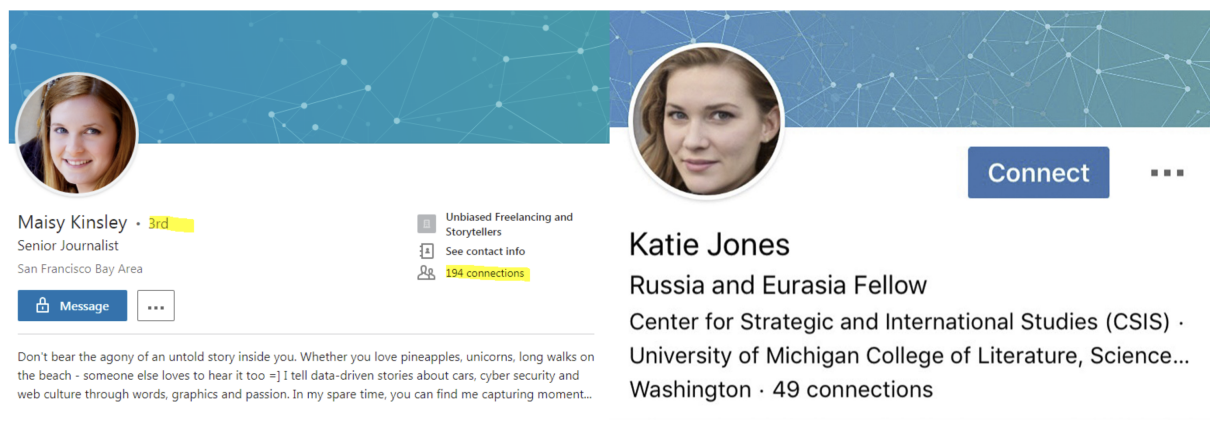 Maisy Kinsley • 3rd
Senior Journalist
San Francisco Bay Area
Message
...
Unbiased Freelancing and
Storytellers
See contact info
194 connections
Don't bear the agony of an untold story inside you. Whether you love pineapples, unicorns, long walks on
the beach - someone else loves to hear it too =] I tell data-driven stories about cars, cyber security and
web culture through words, graphics and passion. In my spare time, you can find me capturing moment...
Connect
...
Katie Jones
Russia and Eurasia Fellow
Center for Strategic and International Studies (CSIS) ·
University of Michigan College of Literature, Science...
Washington · 49 connections